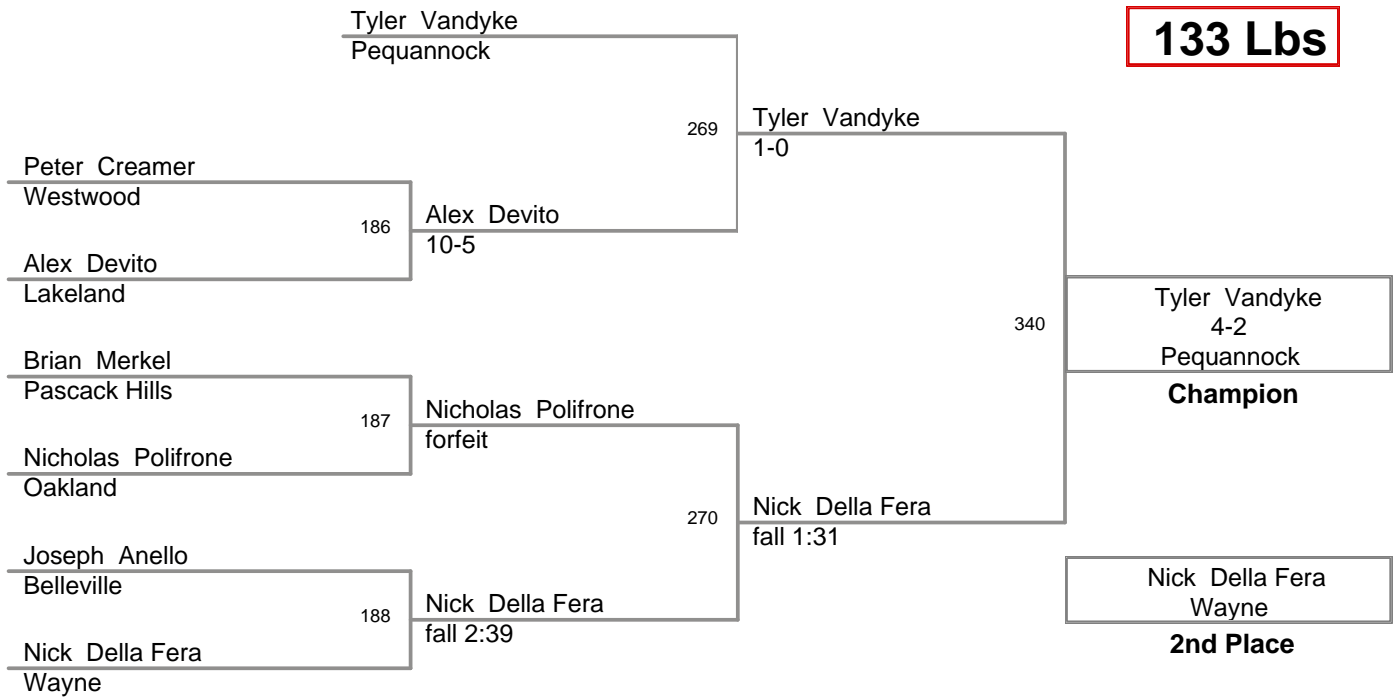 Tyler Vandyke
Pequannock
133 Lbs
269
Tyler Vandyke
1-0
Peter Creamer
Westwood
186
Alex Devito
10-5
Alex Devito
Lakeland
340
Tyler Vandyke
4-2
Pequannock
Champion
Brian Merkel
Pascack Hills
187
Nicholas Polifrone
forfeit
Nicholas Polifrone
Oakland
270
Nick Della Fera
fall 1:31
Joseph Anello
Belleville
188
Nick Della Fera
fall 2:39
Nick Della Fera
Wayne
Nick Della Fera
Wayne
2nd Place